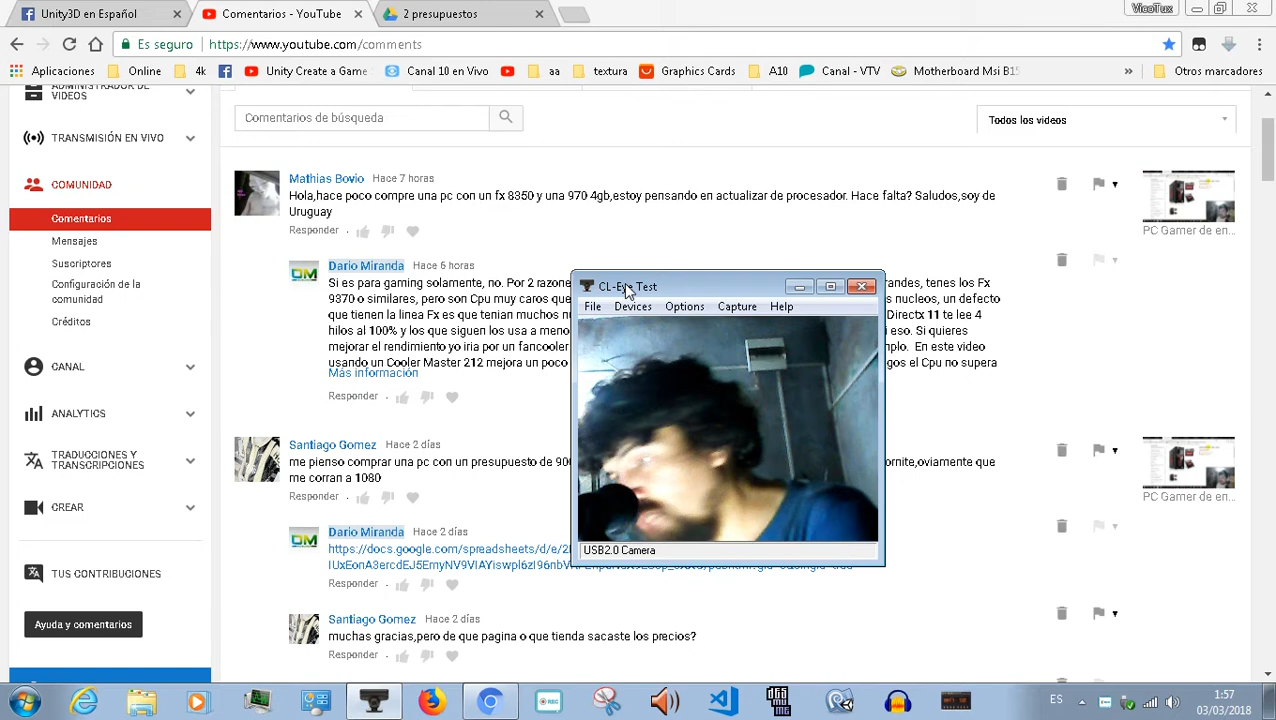 Unity3D en Español
Comentarios - YouTube
2 presupuestos
VicoTux
Es seguro
https://www.youtube.com/comments
Aplicaciones
Online
4k
Unity Create a Game
Canal 10 en Vivo
aa
textura
Graphics Cards
A10
Canal - VTV
Motherboard Msi B15
»
Otros marcadores
ADMINISTRADOR DE
VIDEOS
TRANSMISIÓN EN VIVO
COMUNIDAD
Comentarios
Mensajes
Suscriptores
Configuración de la
comunidad
Créditos
CANAL
ANALYTICS
TRADUCCIONES Y
TRANSCRIPCIONES
CREAR
TUS CONTRIBUCIONES
Ayuda y comentarios
Comentarios de búsqueda
Todos los videos
Mathias Bovio Hace 7 horas
Hola,hace poco compre una pc con un fx 8350 y una 970 4gb,estoy pensando en actualizar de procesador. Hace falta? Saludos,soy de
Uruguay
Responder
PC Gamer de en...
Dario Miranda Hace 6 horas
Si es para gaming solamente, no. Por 2 razone
randes, tenes los Fx
9370 o similares, pero son Cpu muy caros que
s nucleos, un defecto
que tienen la linea Fx es que tenian muchos n
Directx 11 te lee 4
hilos al 100% y los que siguen los usa a meno
i eso. Si quieres
mejorar el rendimiento yo iria por un fancooler
mplo. En este video
usando un Cooler Master 212 mejora un poco
gos el Cpu no supera
Más información
Responder
Santiago Gomez Hace 2 días
me pienso comprar una pc con un presupuesto de 90
ornite,oviamente que
me corran a 1080
Responder
PC Gamer de en...
Dario Miranda Hace 2 días
https://docs.google.com/spreadsheets/d/e/2
Responder
Santiago Gomez Hace 2 días
muchas gracias,pero de que pagina o que tienda sacaste los precios?
Responder
CL-Eye Test
File Devices Options Capture Help
USB2.0 Camera
REC
ES
1:57
03/03/2018